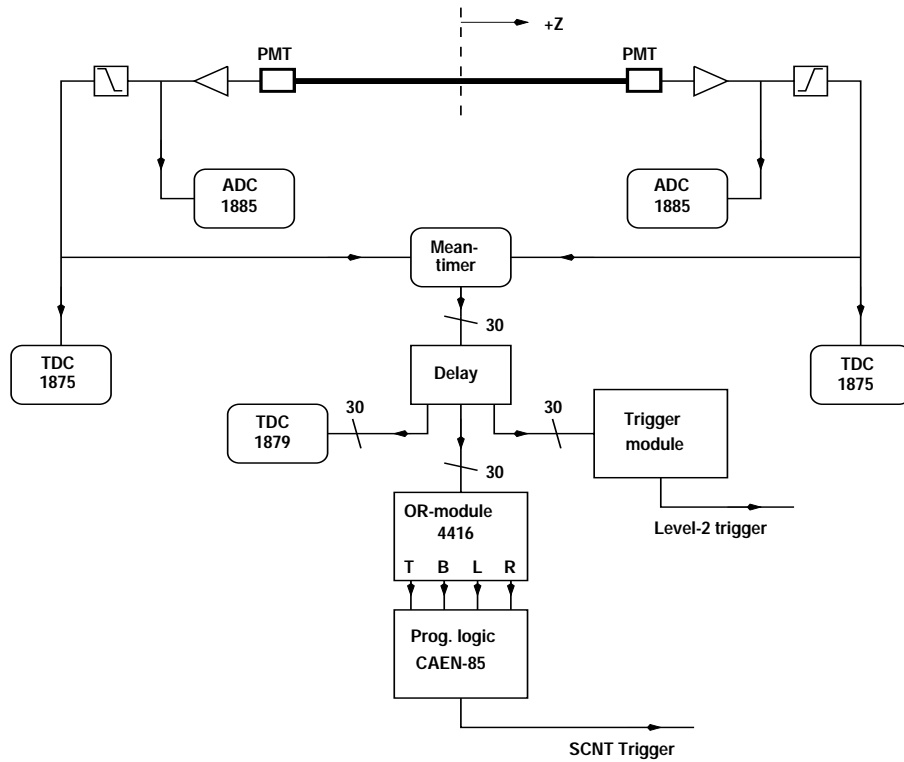 +Z
PMT
PMT
ADC
1885
ADC
1885
Mean-
timer
30
TDC
1875
TDC
1875
Delay
30
30
TDC
1879
Trigger
module
30
OR-module
4416
Level-2 trigger
T B L R
Prog. logic
CAEN-85
SCNT Trigger